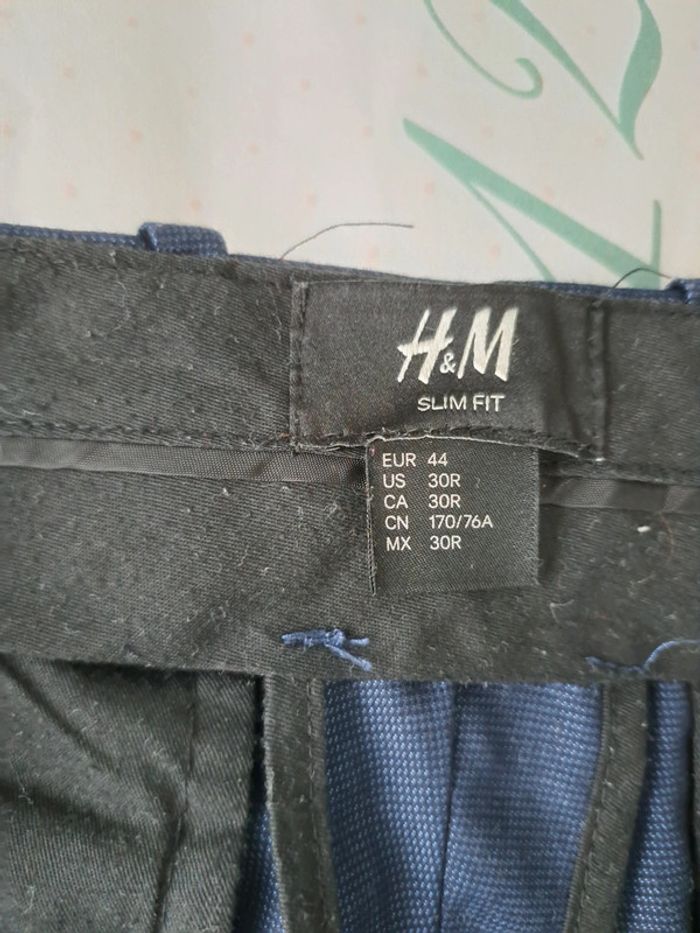 H&M
SLIM FIT
EUR 44
US 30R
CA 30R
CN 170/76A
MX 30R